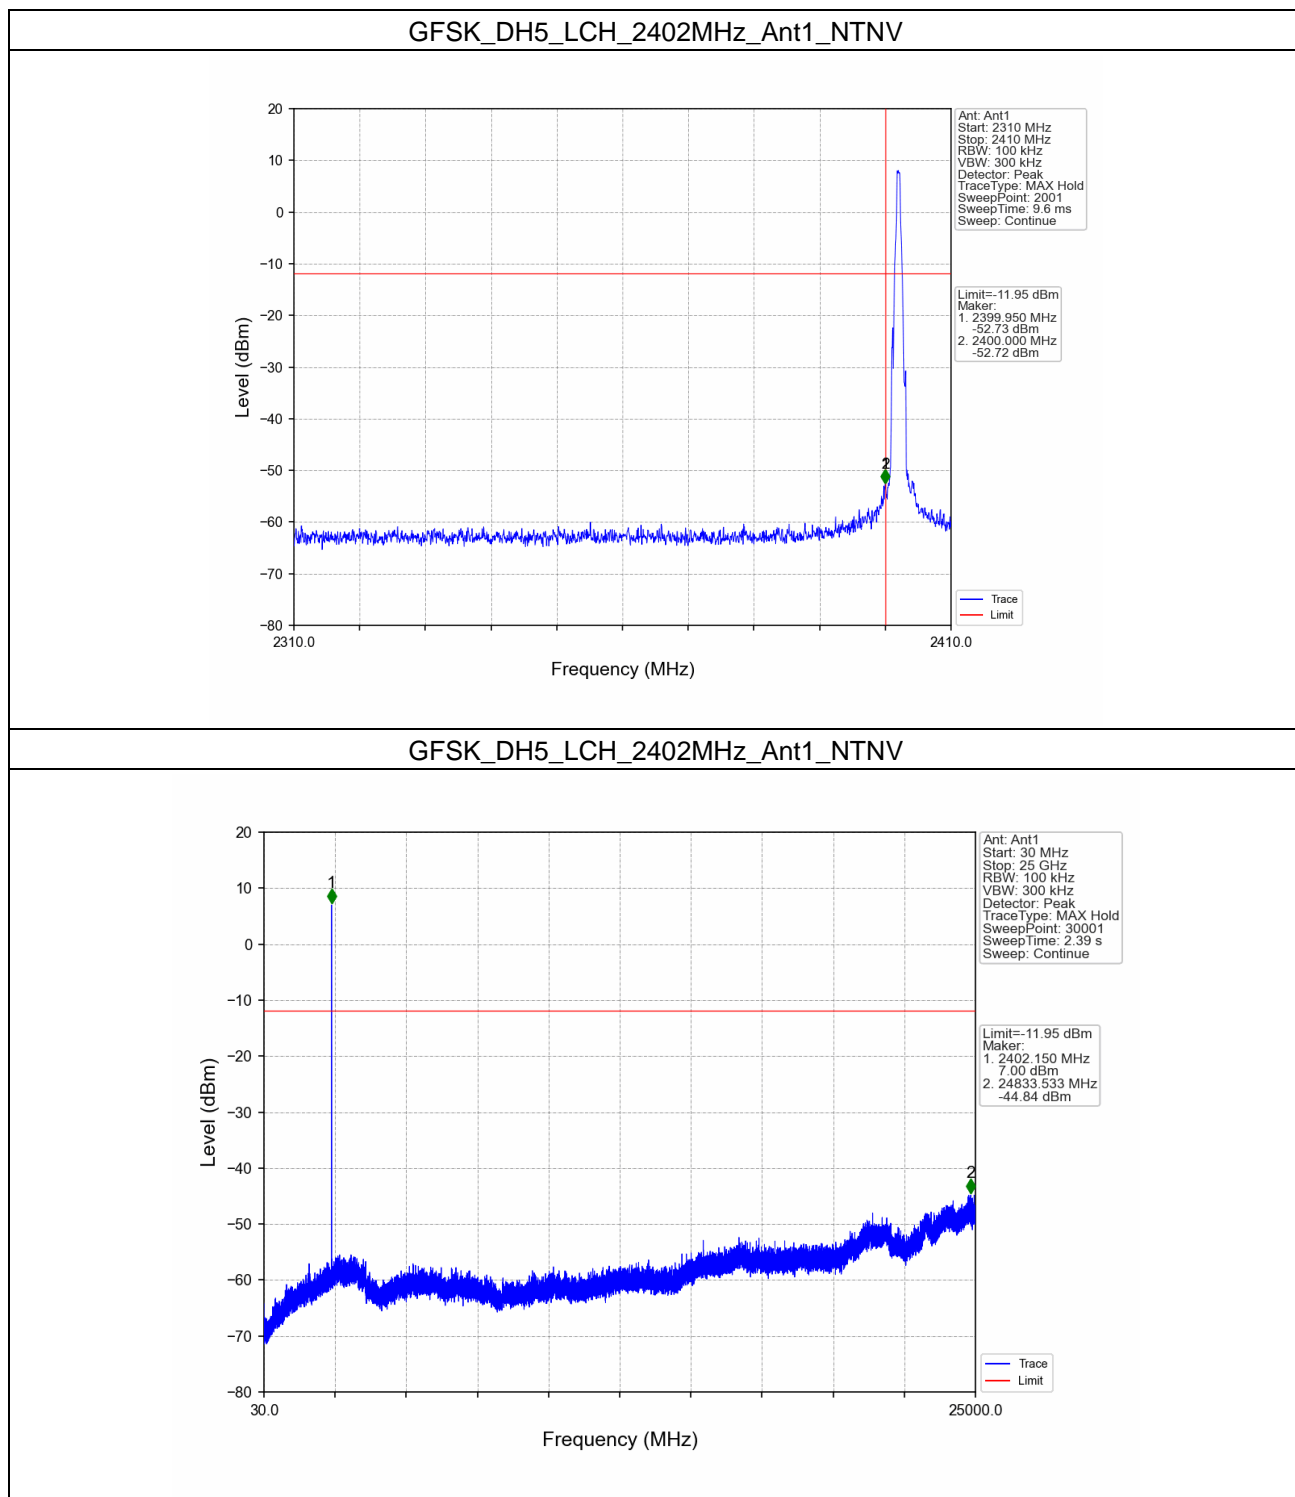 GFSK_DH5_LCH_2402MHz_Ant1_NTNV
20
10
0
−10
−20
−30
−40
−50
−60
−70
−80
Level (dBm)
2310.0
2410.0
Frequency (MHz)
Ant: Ant1
Start: 2310 MHz
Stop: 2410 MHz
RBW: 100 kHz
VBW: 300 kHz
Detector: Peak
TraceType: MAX Hold
SweepPoint: 2001
SweepTime: 9.6 ms
Sweep: Continue
Limit=-11.95 dBm
Maker:
1. 2399.950 MHz
-52.73 dBm
2. 2400.000 MHz
-52.72 dBm
2
Trace
Limit
GFSK_DH5_LCH_2402MHz_Ant1_NTNV
20
10
0
−10
−20
−30
−40
−50
−60
−70
−80
Level (dBm)
30.0
25000.0
Frequency (MHz)
1
2
Ant: Ant1
Start: 30 MHz
Stop: 25 GHz
RBW: 100 kHz
VBW: 300 kHz
Detector: Peak
TraceType: MAX Hold
SweepPoint: 30001
SweepTime: 2.39 s
Sweep: Continue
Limit=-11.95 dBm
Maker:
1. 2402.150 MHz
7.00 dBm
2. 24833.533 MHz
-44.84 dBm
Trace
Limit